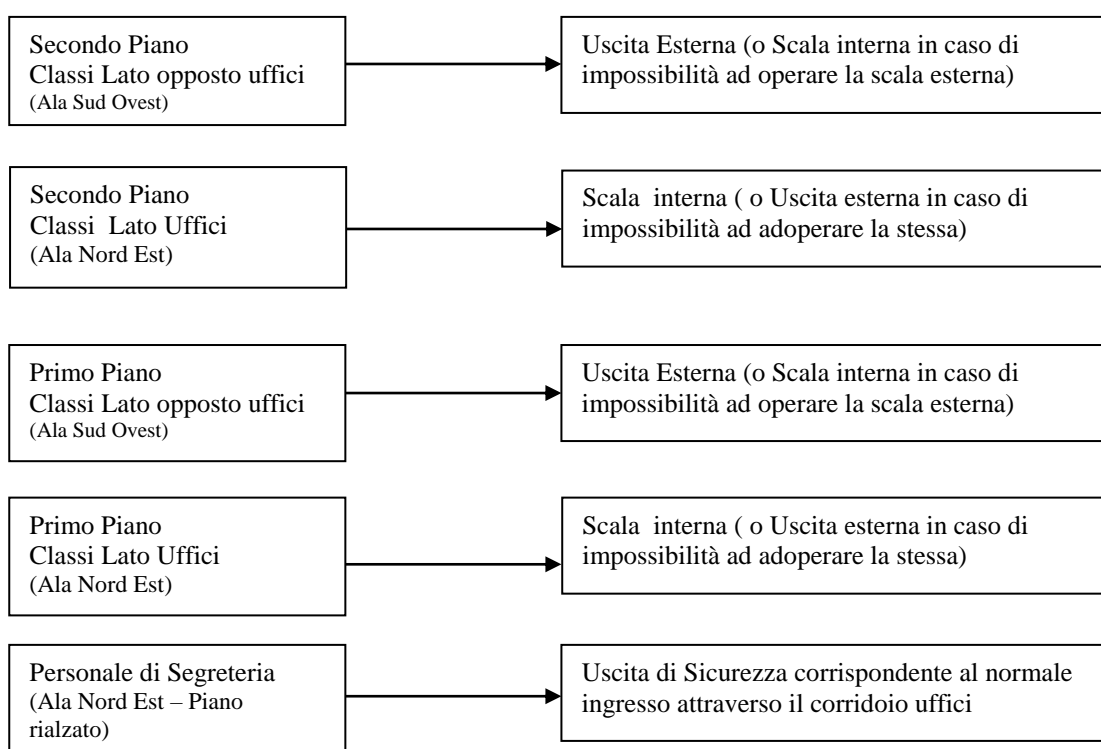 Secondo Piano
Classi Lato opposto uffici
(Ala Sud Ovest)
Uscita Esterna (o Scala interna in caso di
impossibilità ad operare la scala esterna)
Secondo Piano
Classi Lato Uffici
(Ala Nord Est)
Scala interna ( o Uscita esterna in caso di
impossibilità ad adoperare la stessa)
Primo Piano
Classi Lato opposto uffici
(Ala Sud Ovest)
Uscita Esterna (o Scala interna in caso di
impossibilità ad operare la scala esterna)
Primo Piano
Classi Lato Uffici
(Ala Nord Est)
Scala interna ( o Uscita esterna in caso di
impossibilità ad adoperare la stessa)
Personale di Segreteria
(Ala Nord Est – Piano
rialzato)
Uscita di Sicurezza corrispondente al normale
ingresso attraverso il corridoio uffici